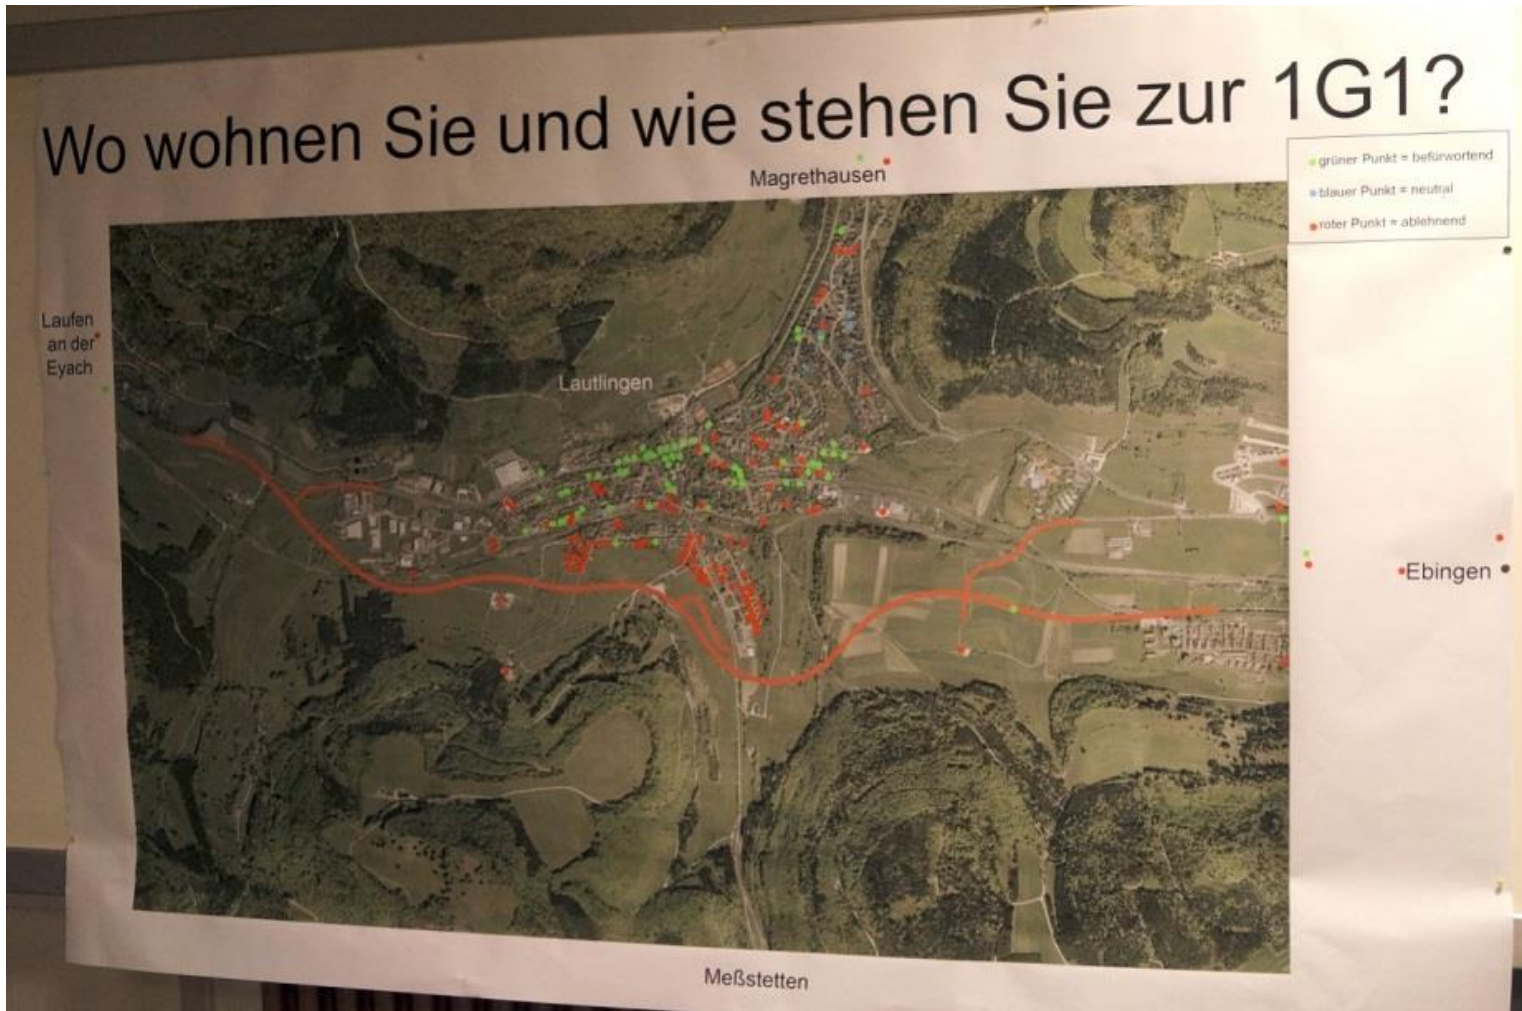 Wo wohnen Sie und wie stehen Sie zur 1G1?
grüner Punkt = befürwortend
blauer Punkt = neutral
roter Punkt = ablehnend
Magrethausen
Laufen
an der
Eyach
Lautlingen
Ebingen
Meßstetten